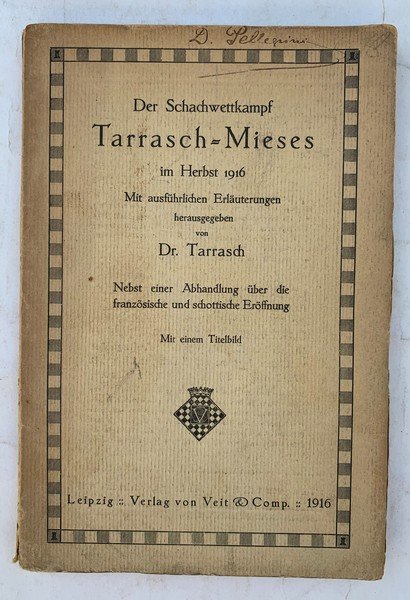 D. Pellegrini
Der Schachwettkampf
Tarrasch=Mieses
im Herbst 1916
Mit ausführlichen Erläuterungen
herausgegeben
von
Dr. Tarrasch
Nebst einer Abhandlung über die
französische und schottische Eröffnung
Mit einem Titelbild
V
Leipzig :: Verlag von Veit & Comp. :: 1916